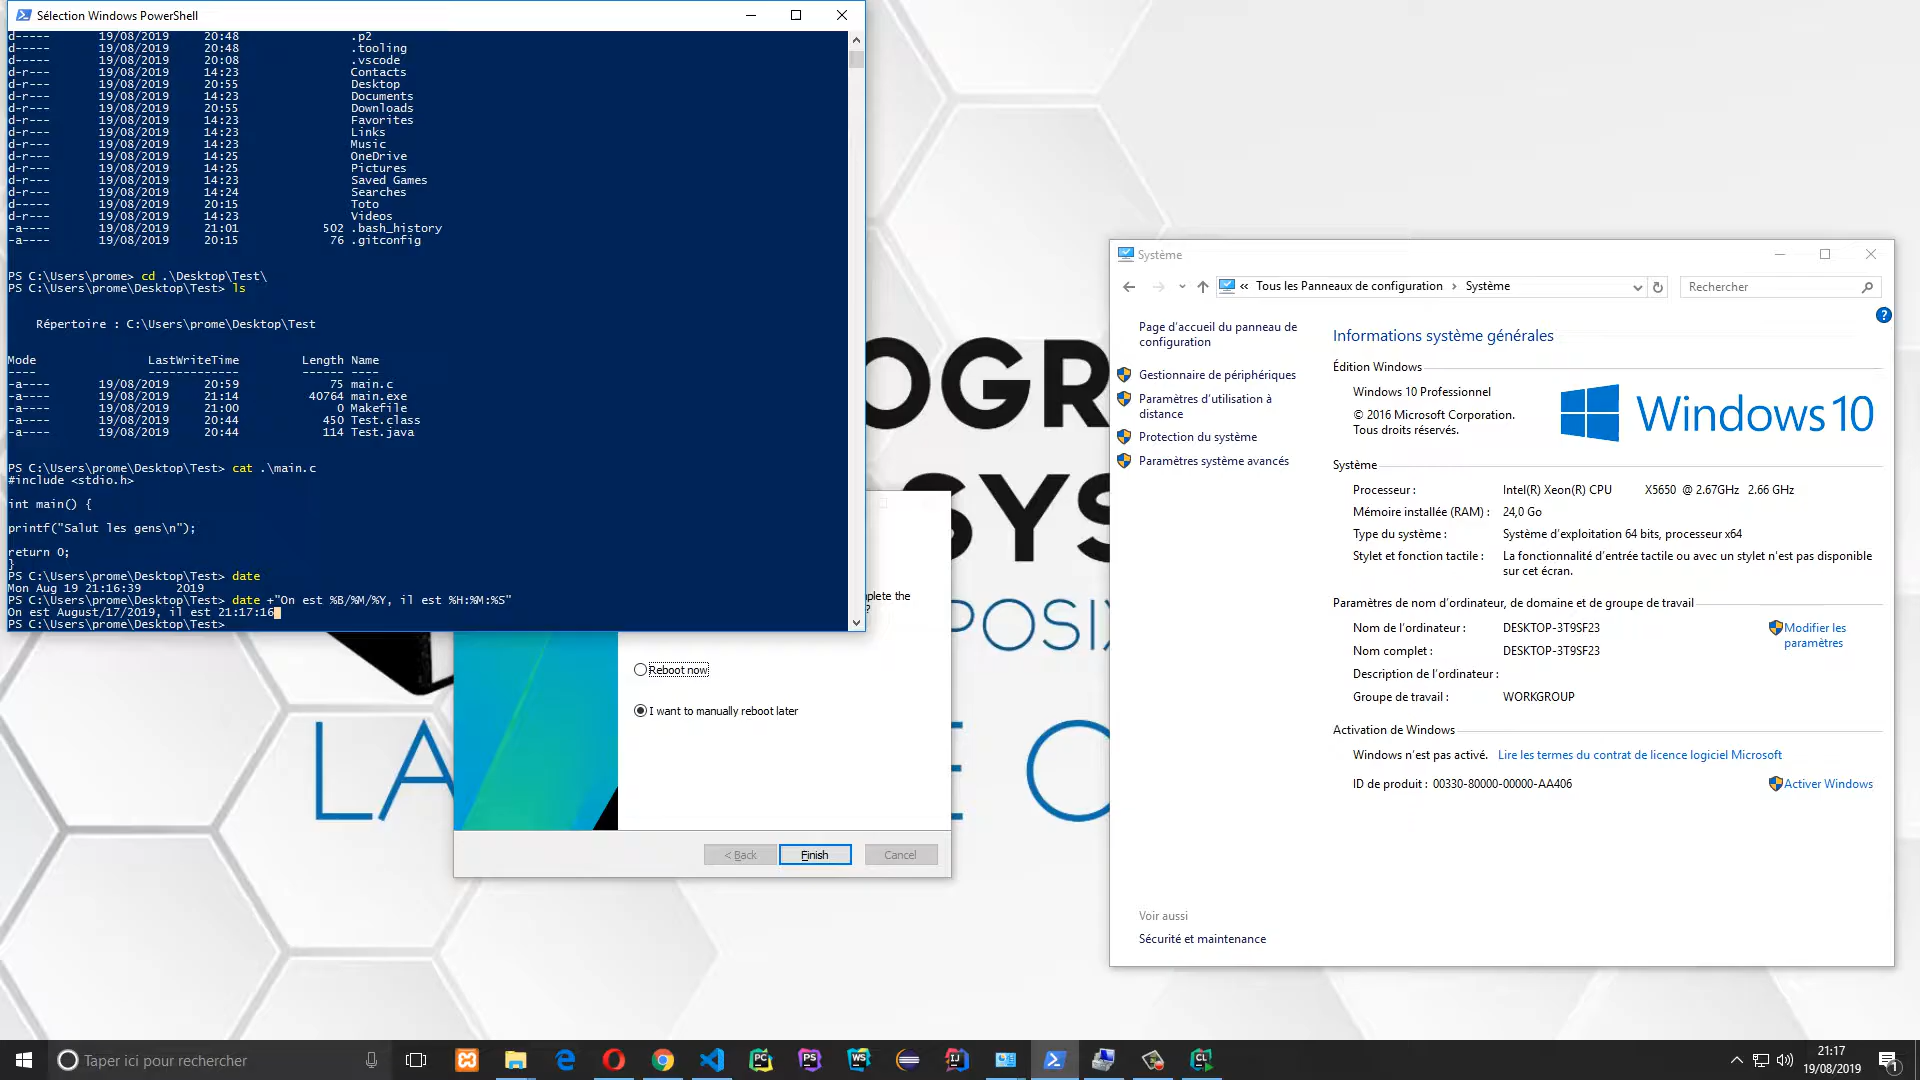 Sélection Windows PowerShell
d----- 19/08/2019 20:48 .p2
d----- 19/08/2019 20:48 .tooling
d----- 19/08/2019 20:08 .vscode
d-r--- 19/08/2019 14:23 Contacts
d-r--- 19/08/2019 20:55 Desktop
d-r--- 19/08/2019 14:23 Documents
d-r--- 19/08/2019 20:55 Downloads
d-r--- 19/08/2019 14:23 Favorites
d-r--- 19/08/2019 14:23 Links
d-r--- 19/08/2019 14:23 Music
d-r--- 19/08/2019 14:25 OneDrive
d-r--- 19/08/2019 14:25 Pictures
d-r--- 19/08/2019 14:23 Saved Games
d-r--- 19/08/2019 14:24 Searches
d----- 19/08/2019 20:15 Toto
d-r--- 19/08/2019 14:23 Videos
-a---- 19/08/2019 21:01 502 .bash_history
-a---- 19/08/2019 20:15 76 .gitconfig
PS C:\Users\prome> cd .\Desktop\Test\
PS C:\Users\prome\Desktop\Test> ls
Répertoire : C:\Users\prome\Desktop\Test
Mode LastWriteTime Length Name
---- ------------- ------ ----
-a---- 19/08/2019 20:59 75 main.c
-a---- 19/08/2019 21:14 40764 main.exe
-a---- 19/08/2019 21:00 0 Makefile
-a---- 19/08/2019 20:44 450 Test.class
-a---- 19/08/2019 20:44 114 Test.java
PS C:\Users\prome\Desktop\Test> cat .\main.c
#include <stdio.h>
int main() {
printf("Salut les gens\n");
return 0;
}
PS C:\Users\prome\Desktop\Test> date
Mon Aug 19 21:16:39 2019
PS C:\Users\prome\Desktop\Test> date +"On est %B/%M/%Y, il est %H:%M:%S"
On est August/17/2019, il est 21:17:16
PS C:\Users\prome\Desktop\Test>
OGR
SYS
POSIX
LA
E O
plete the
?
Reboot now
I want to manually reboot later
< Back
Finish
Cancel
Système
« Tous les Panneaux de configuration > Système
Rechercher
Page d'accueil du panneau de
configuration
Gestionnaire de périphériques
Paramètres d'utilisation à
distance
Protection du système
Paramètres système avancés
Voir aussi
Sécurité et maintenance
?
Informations système générales
Édition Windows
Windows 10 Professionnel
© 2016 Microsoft Corporation.
Tous droits réservés.
Windows 10
Système
Processeur : Intel(R) Xeon(R) CPU X5650 @ 2.67GHz 2.66 GHz
Mémoire installée (RAM) : 24,0 Go
Type du système : Système d'exploitation 64 bits, processeur x64
Stylet et fonction tactile : La fonctionnalité d'entrée tactile ou avec un stylet n'est pas disponible
sur cet écran.
Paramètres de nom d'ordinateur, de domaine et de groupe de travail
Nom de l'ordinateur : DESKTOP-3T9SF23
Modifier les
paramètres
Nom complet : DESKTOP-3T9SF23
Description de l'ordinateur :
Groupe de travail : WORKGROUP
Activation de Windows
Windows n'est pas activé. Lire les termes du contrat de licence logiciel Microsoft
ID de produit : 00330-80000-00000-AA406
Activer Windows
Taper ici pour rechercher
PC
PS
WS
IJ
CL
21:17
19/08/2019
1